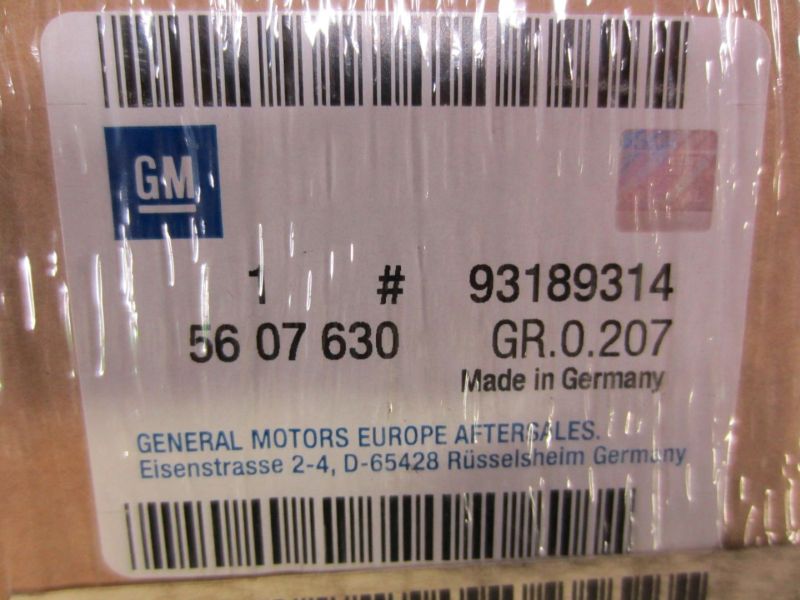 GM
1 # 93189314
56 07 630 GR.0.207
Made in Germany
GENERAL MOTORS EUROPE AFTERSALES.
Eisenstrasse 2-4, D-65428 Rüsselsheim Germany